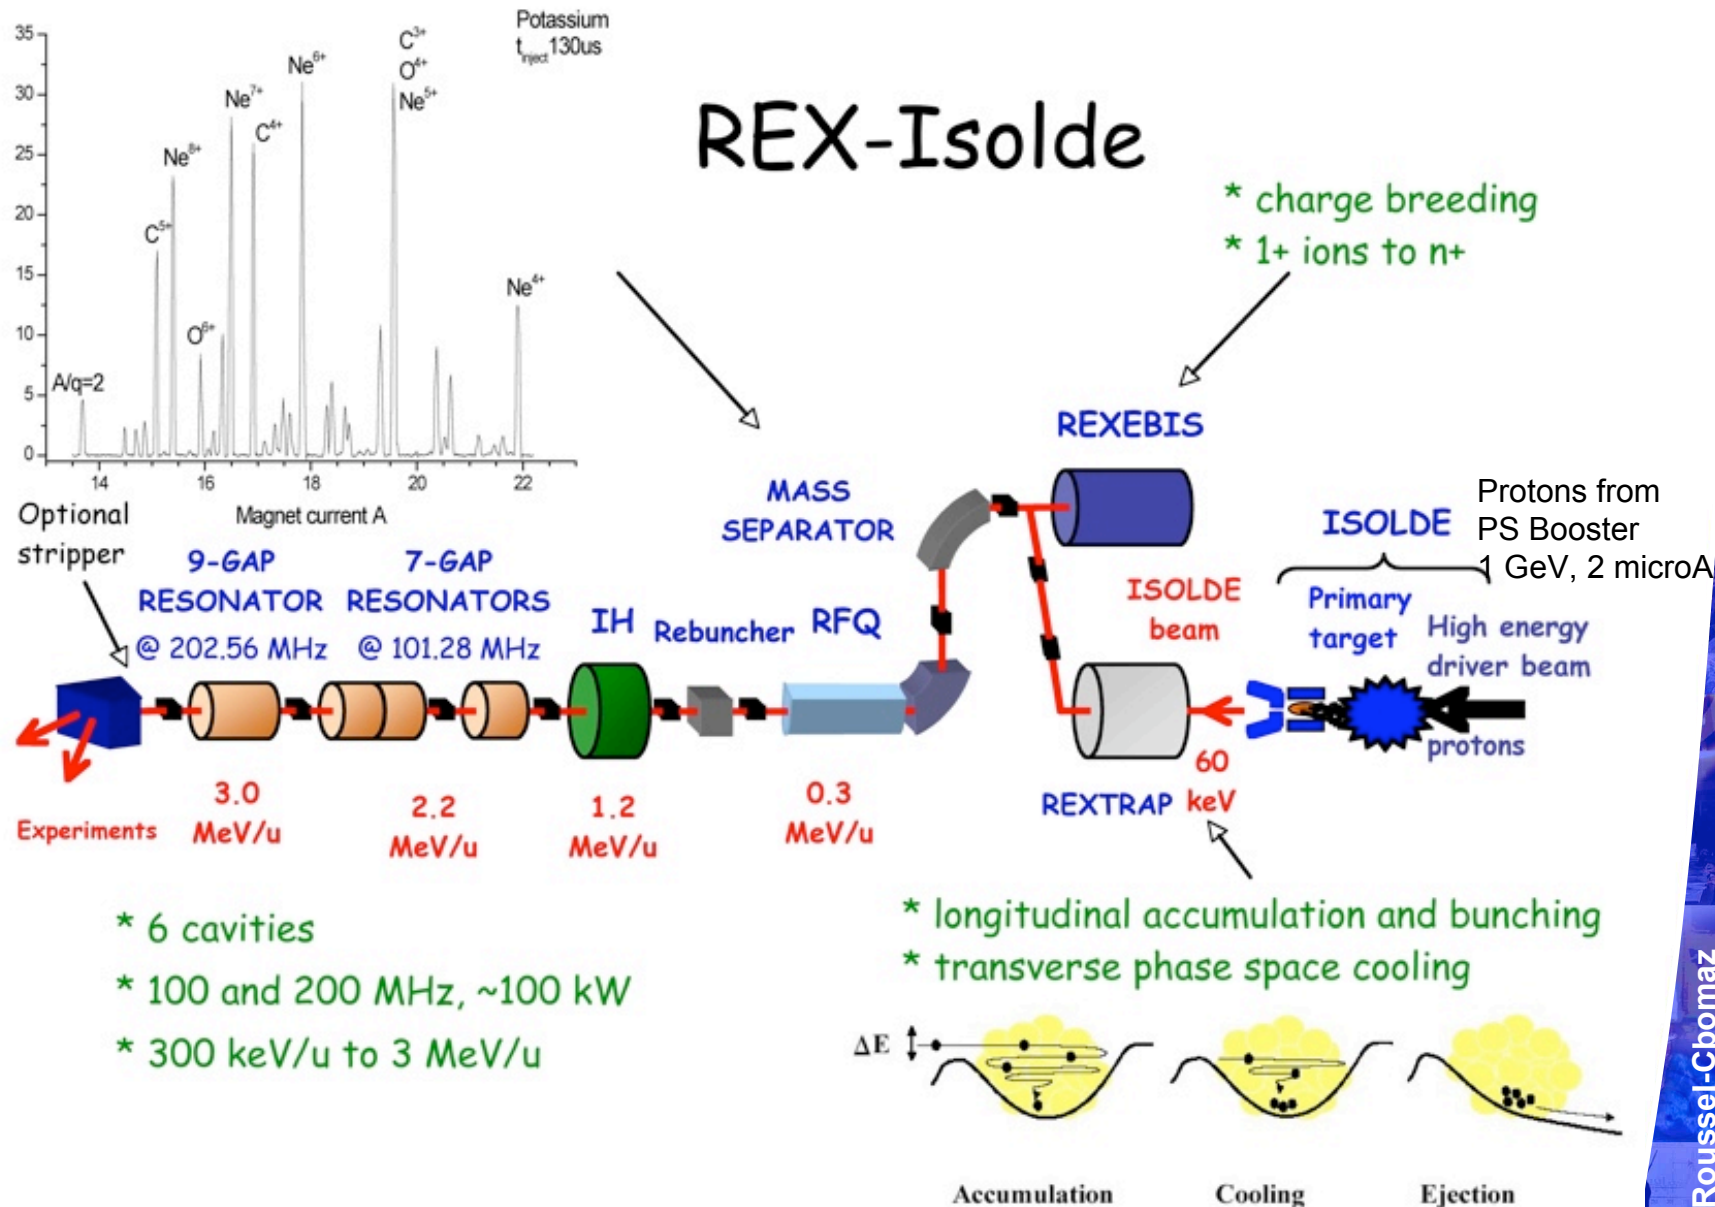 REX-Isolde
Potassium
t_inject 130us
35
30
25
20
15
10
5
0
A/q=2
C5+
Ne8+
O6+
Ne7+
C4+
Ne6+
C3+
O4+
Ne5+
Ne4+
14
16
18
20
22
Magnet current A
* charge breeding
* 1+ ions to n+
REXEBIS
MASS
SEPARATOR
Optional
stripper
9-GAP
RESONATOR
@ 202.56 MHz
7-GAP
RESONATORS
@ 101.28 MHz
IH
Rebuncher
RFQ
ISOLDE
beam
ISOLDE
Protons from
PS Booster
1 GeV, 2 microA
Primary
target
High energy
driver beam
protons
Experiments
3.0
MeV/u
2.2
MeV/u
1.2
MeV/u
0.3
MeV/u
REXTRAP
60
keV
* 6 cavities
* 100 and 200 MHz, ~100 kW
* 300 keV/u to 3 MeV/u
* longitudinal accumulation and bunching
* transverse phase space cooling
ΔE
Accumulation
Cooling
Ejection
Roussel-Chomaz